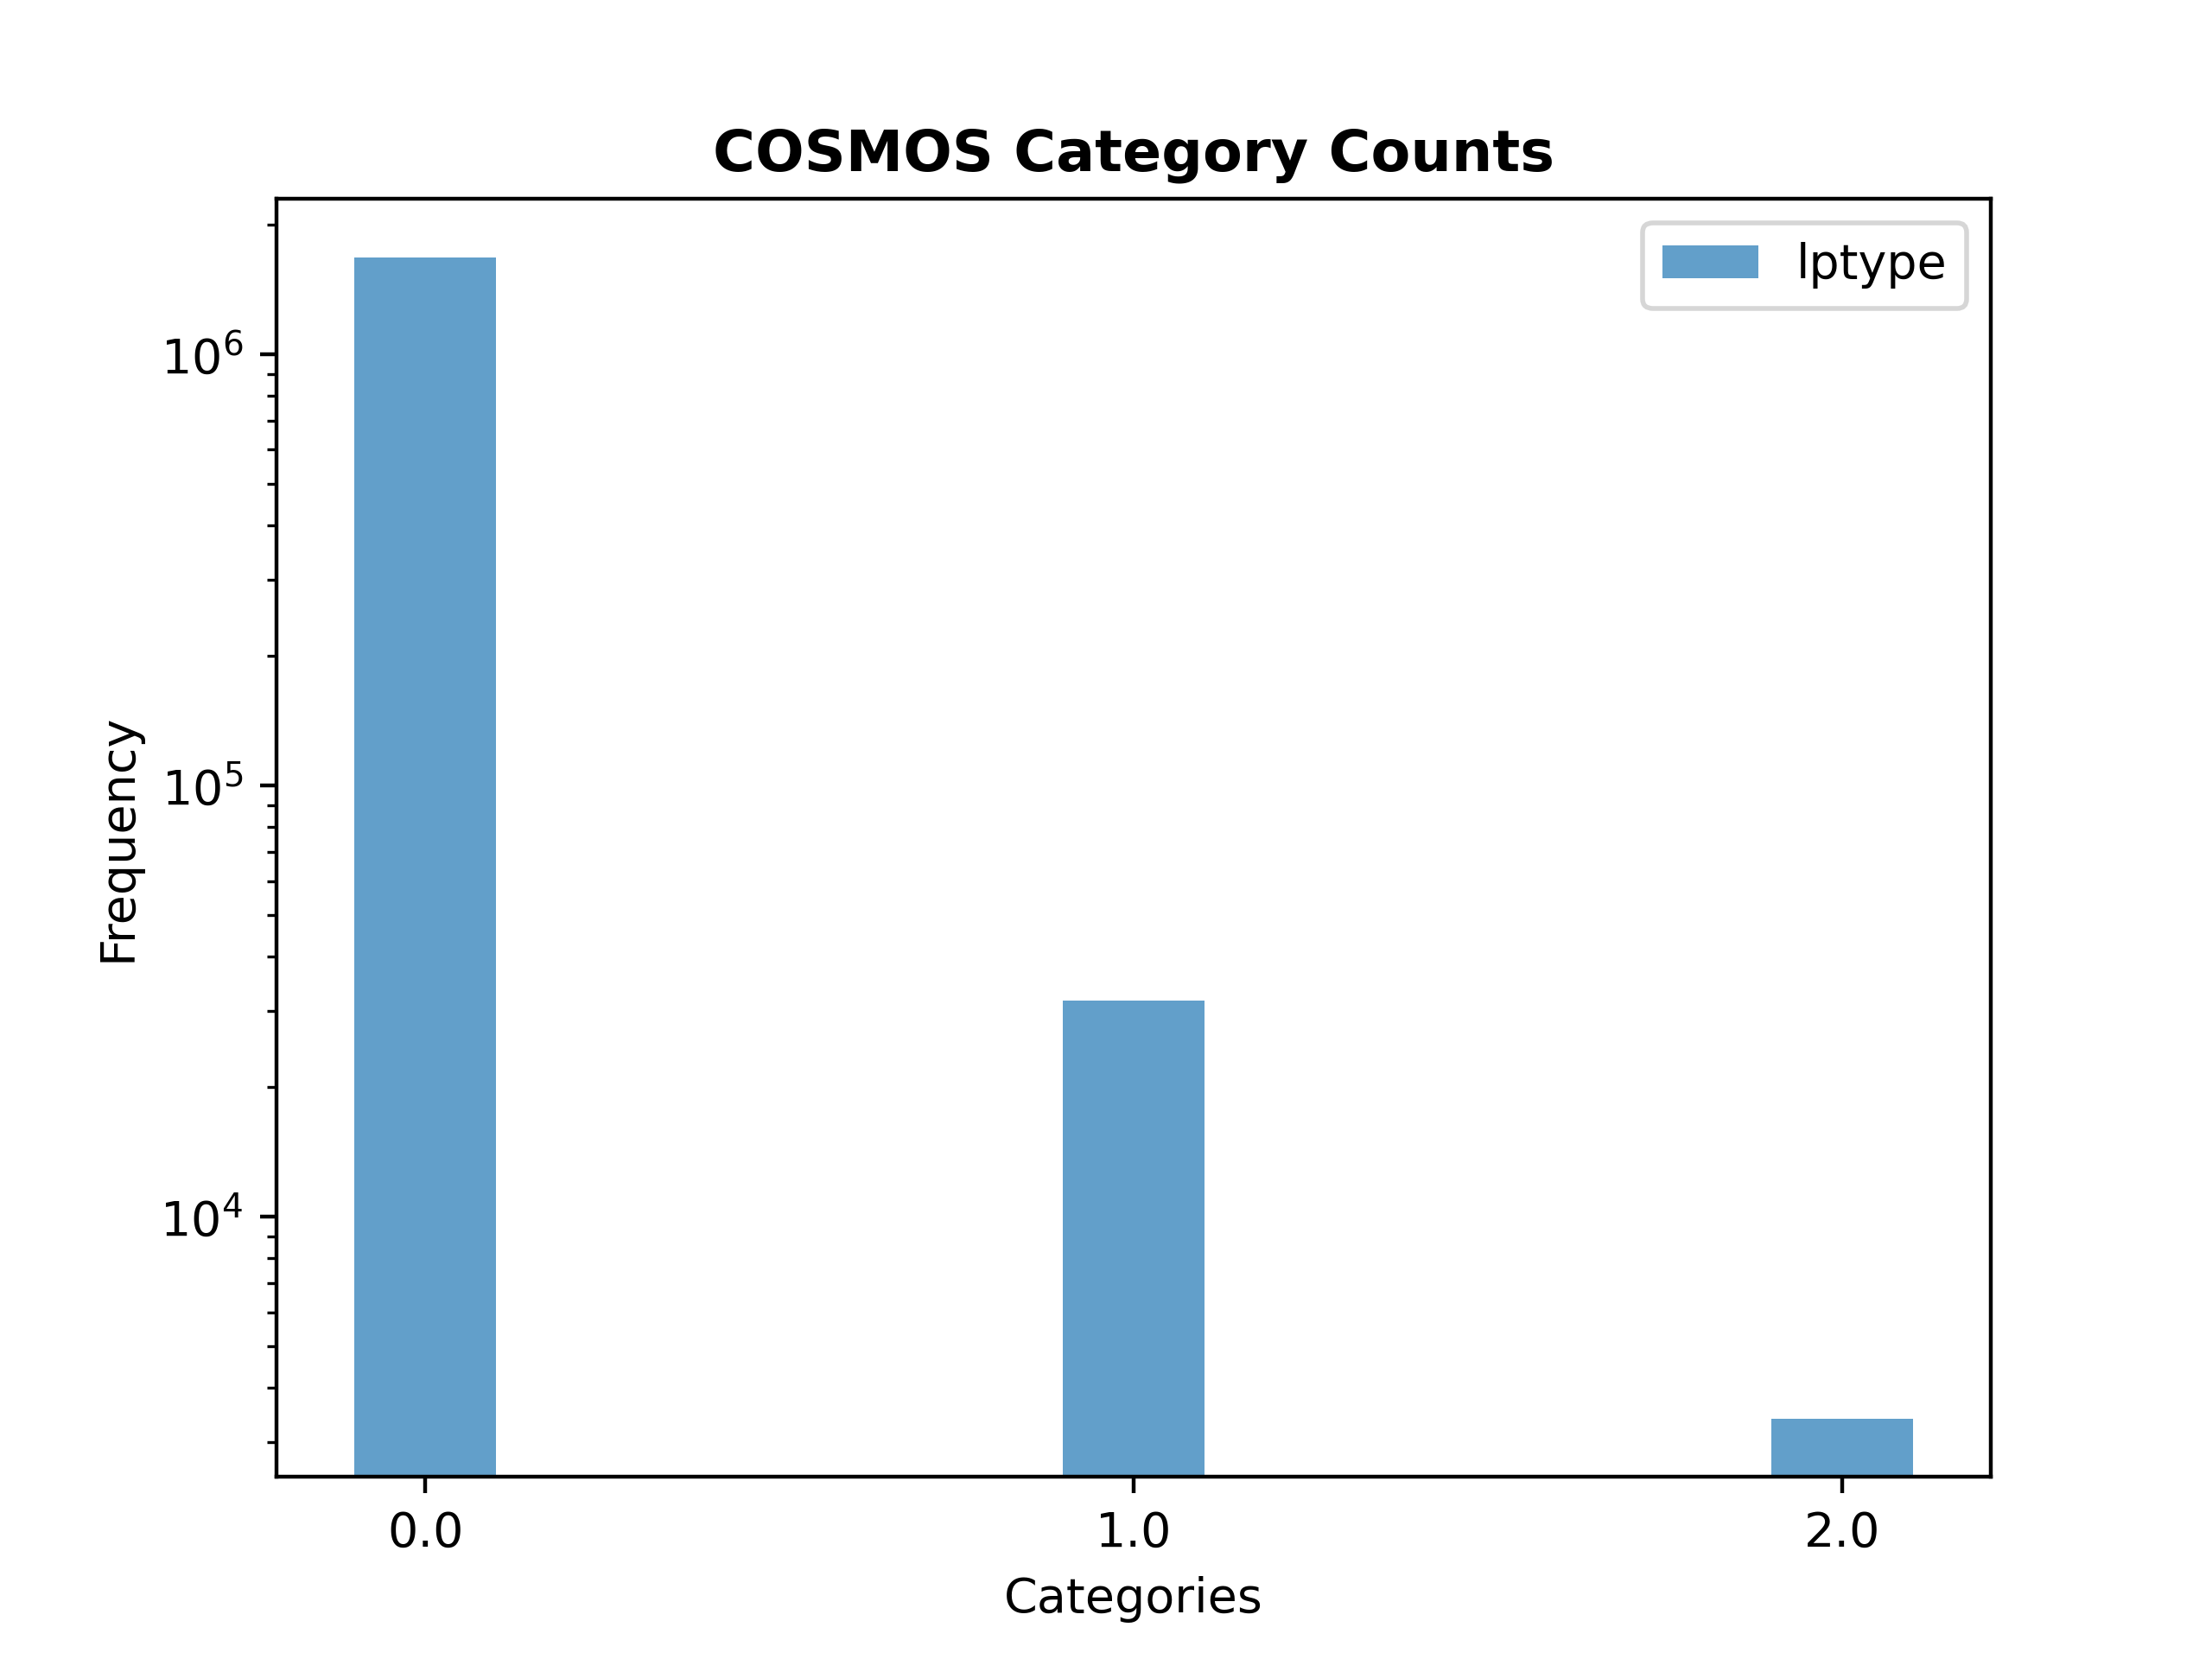 COSMOS Category Counts
lptype
Frequency
10⁶
10⁵
10⁴
0.0 1.0 2.0
Categories